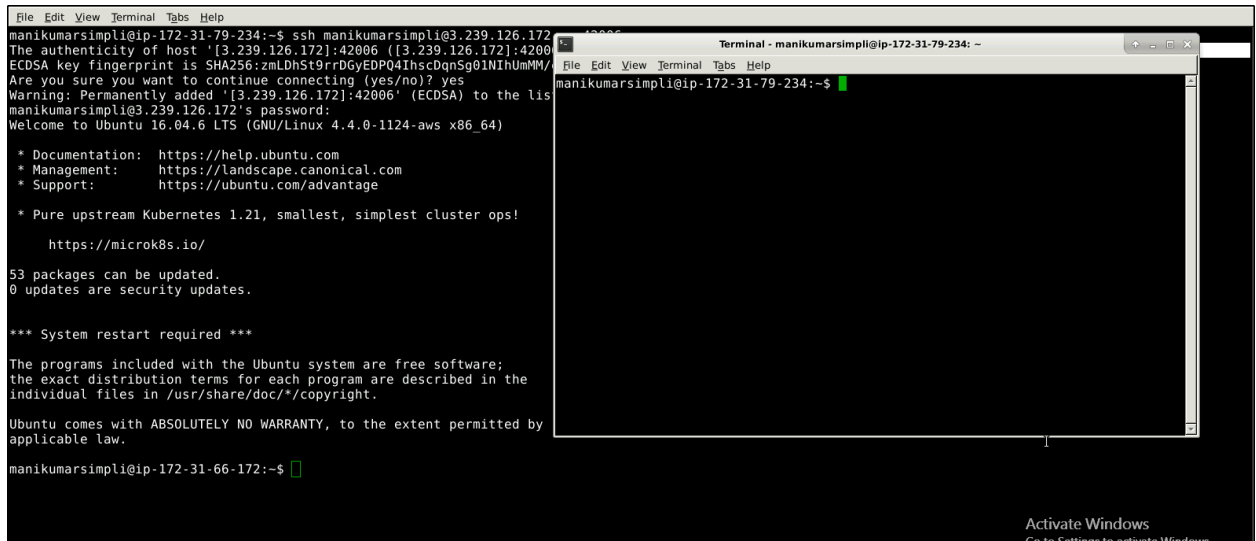 File Edit View Terminal Tabs Help
manikumarsimpli@ip-172-31-79-234:~$ ssh manikumarsimpli@3.239.126.172
The authenticity of host '[3.239.126.172]:42006 ([3.239.126.172]:4200
ECDSA key fingerprint is SHA256:zmLDhSt9rrDGyEDPQ4IhscDqnSg01NIhUmMM/
Are you sure you want to continue connecting (yes/no)? yes
Warning: Permanently added '[3.239.126.172]:42006' (ECDSA) to the lis
manikumarsimpli@3.239.126.172's password:
Welcome to Ubuntu 16.04.6 LTS (GNU/Linux 4.4.0-1124-aws x86_64)
* Documentation: https://help.ubuntu.com
* Management: https://landscape.canonical.com
* Support: https://ubuntu.com/advantage
* Pure upstream Kubernetes 1.21, smallest, simplest cluster ops!
https://microk8s.io/
53 packages can be updated.
0 updates are security updates.
*** System restart required ***
The programs included with the Ubuntu system are free software;
the exact distribution terms for each program are described in the
individual files in /usr/share/doc/*/copyright.
Ubuntu comes with ABSOLUTELY NO WARRANTY, to the extent permitted by
applicable law.
manikumarsimpli@ip-172-31-66-172:~$
Terminal - manikumarsimpli@ip-172-31-79-234: ~
File Edit View Terminal Tabs Help
manikumarsimpli@ip-172-31-79-234:~$
Activate Windows
Go to Settings to activate Windows